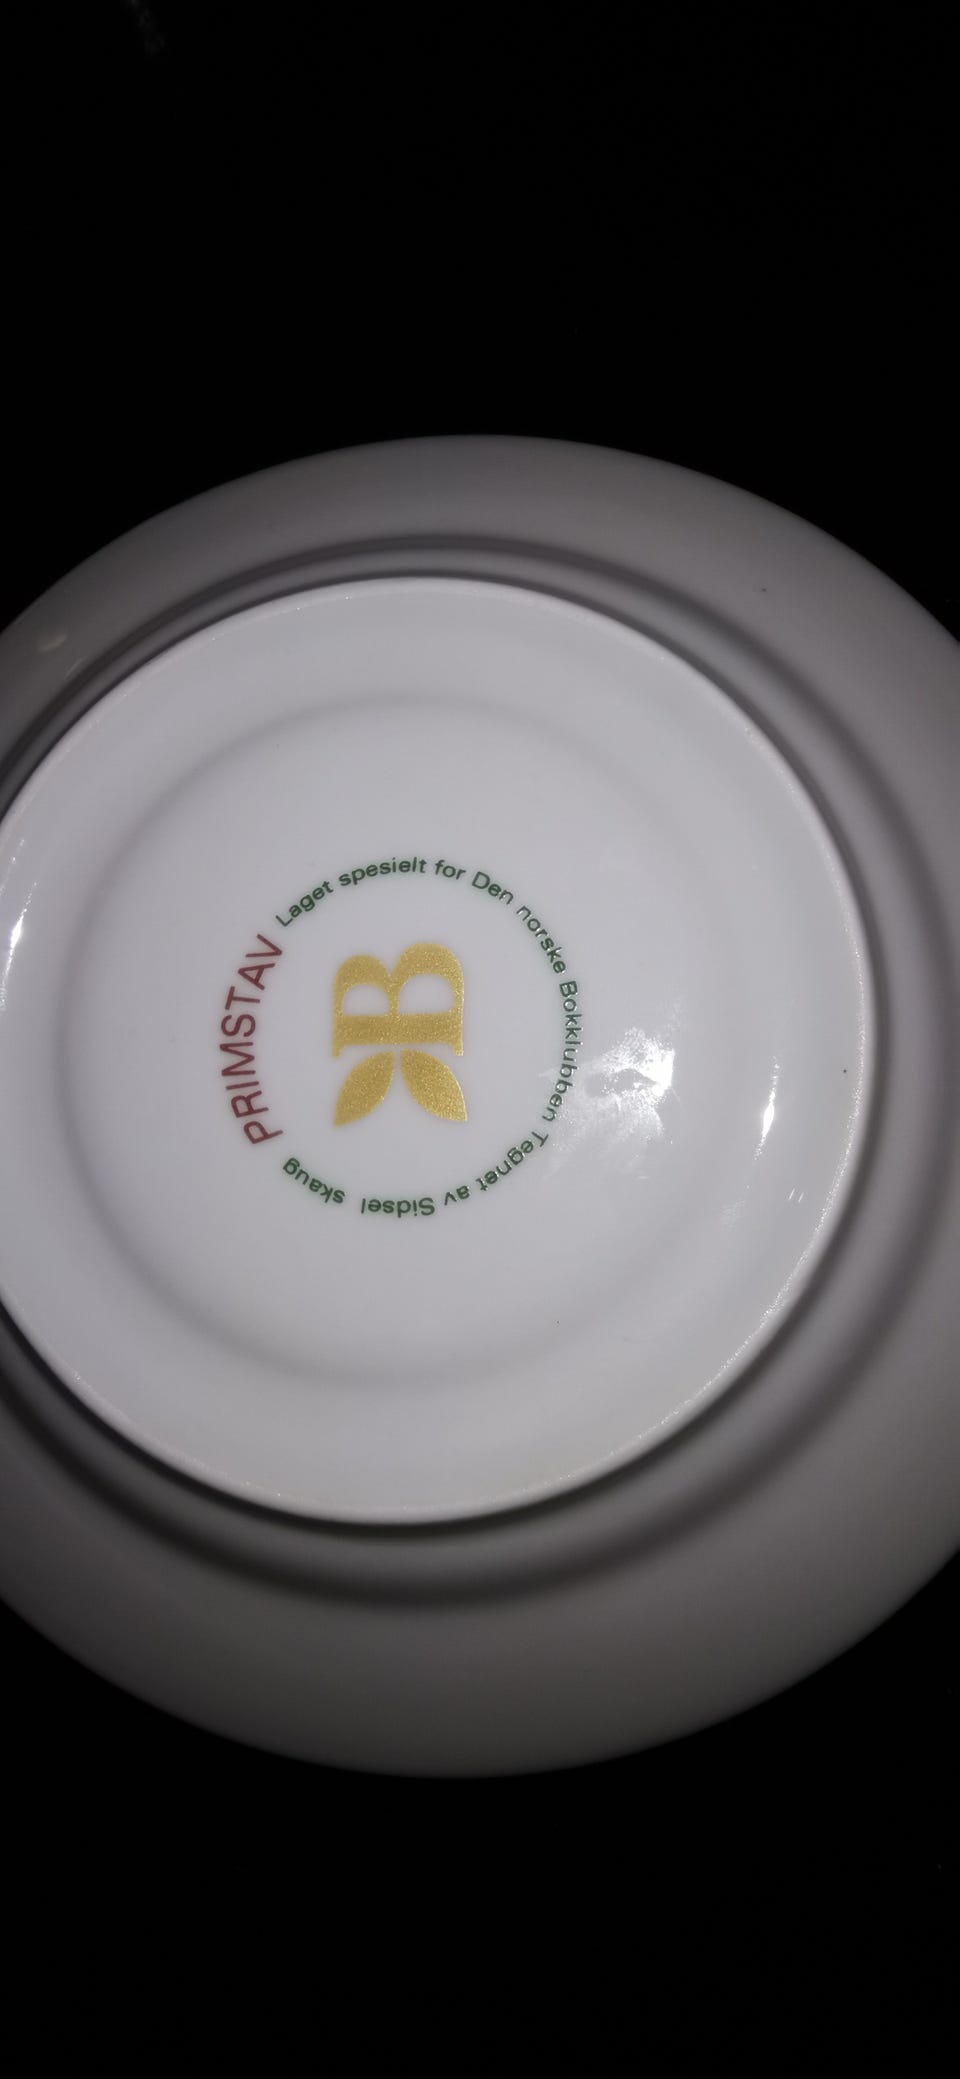 PRIMSTAV
Laget spesielt for Den norske Bokklubben Tegnet av Sidsel skaug
B